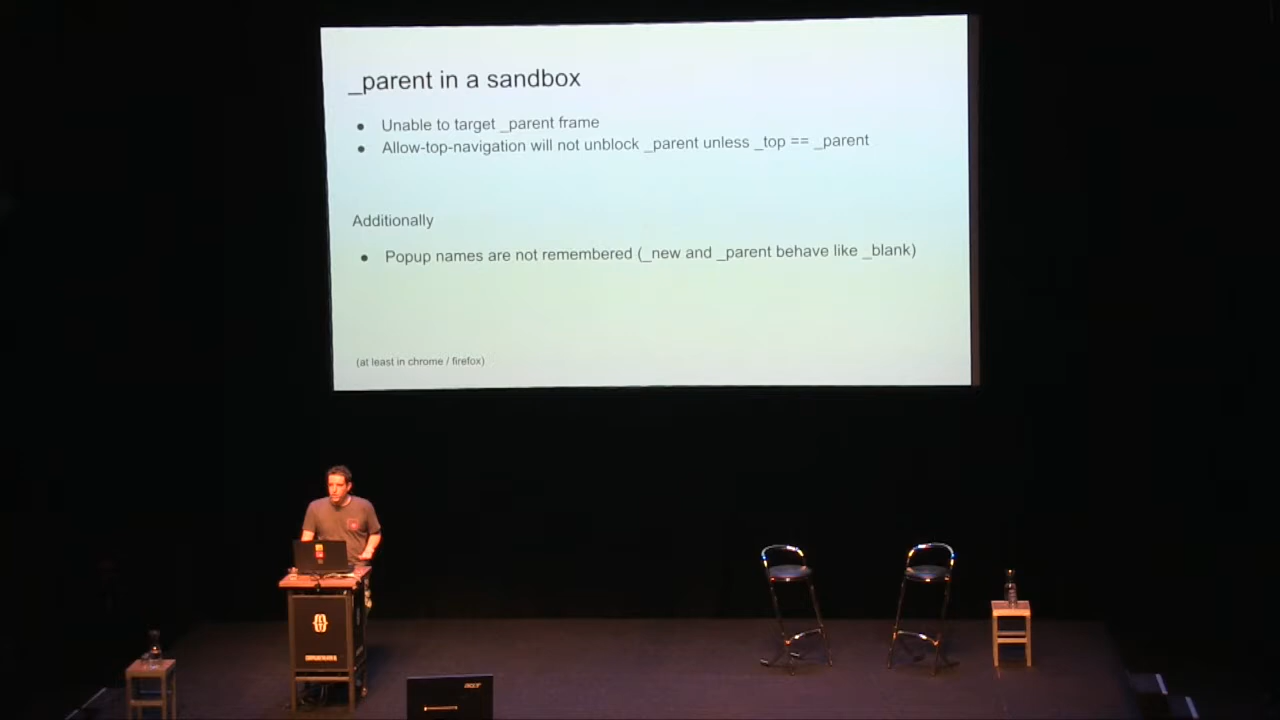 _parent in a sandbox
● Unable to target _parent frame
● Allow-top-navigation will not unblock _parent unless _top == _parent
Additionally
● Popup names are not remembered (_new and _parent behave like _blank)
(at least in chrome / firefox)
{i}
acer